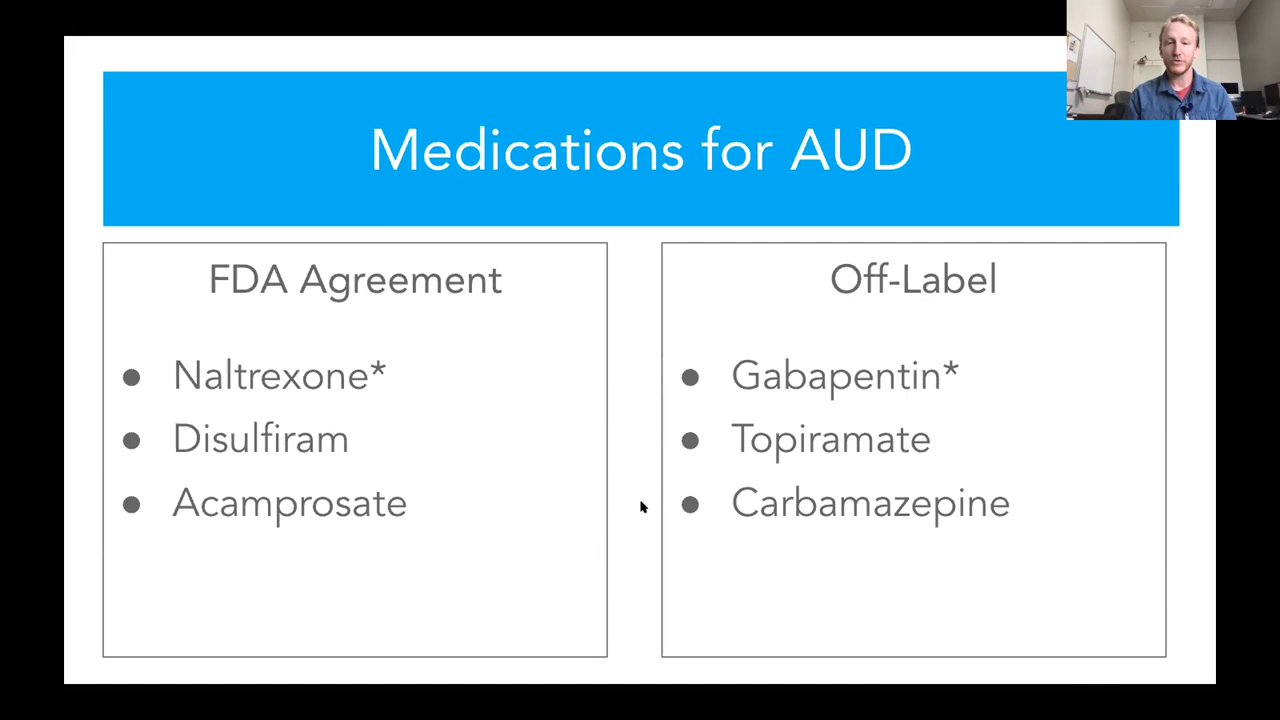 Medications for AUD
FDA Agreement
● Naltrexone*
● Disulfiram
● Acamprosate
Off-Label
● Gabapentin*
● Topiramate
● Carbamazepine